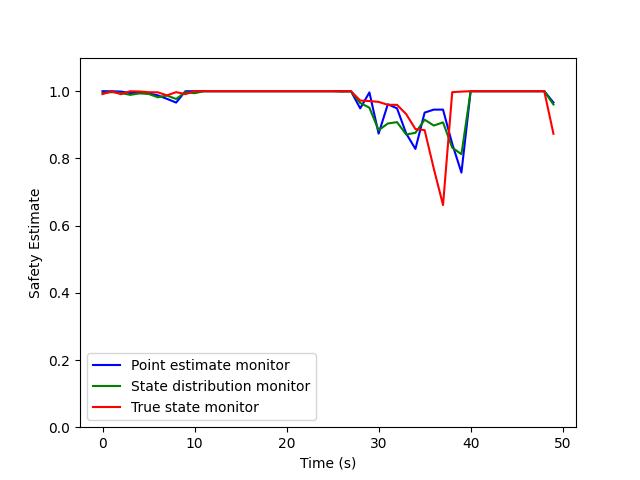 1.0
0.8
0.6
0.4
0.2
0.0
Safety Estimate
Point estimate monitor
State distribution monitor
True state monitor
0 10 20 30 40 50
Time (s)